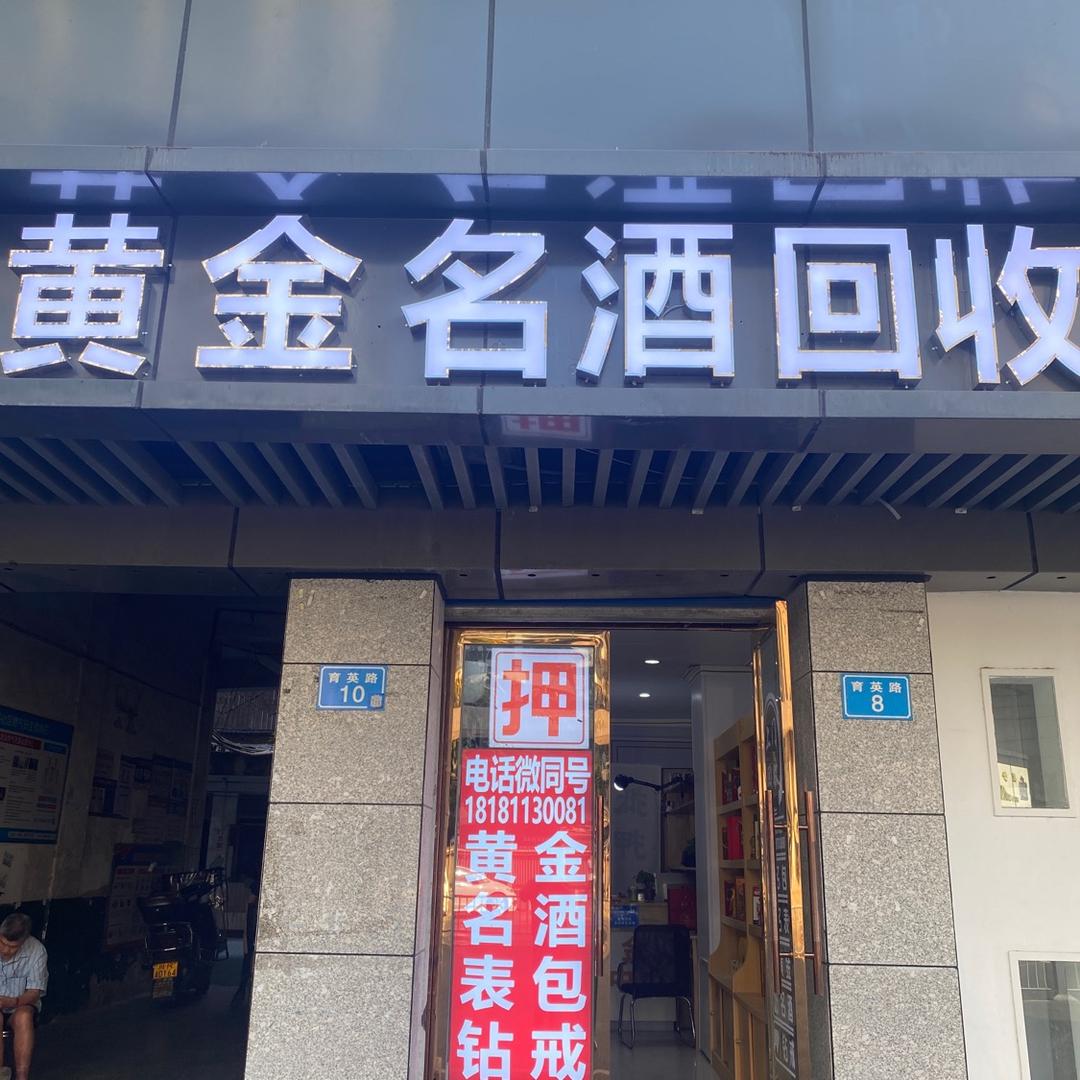 黄金名酒回收
育英路
10
育英路
8
押
电话微同号
18181130081
黄金
名酒
表包
钻戒